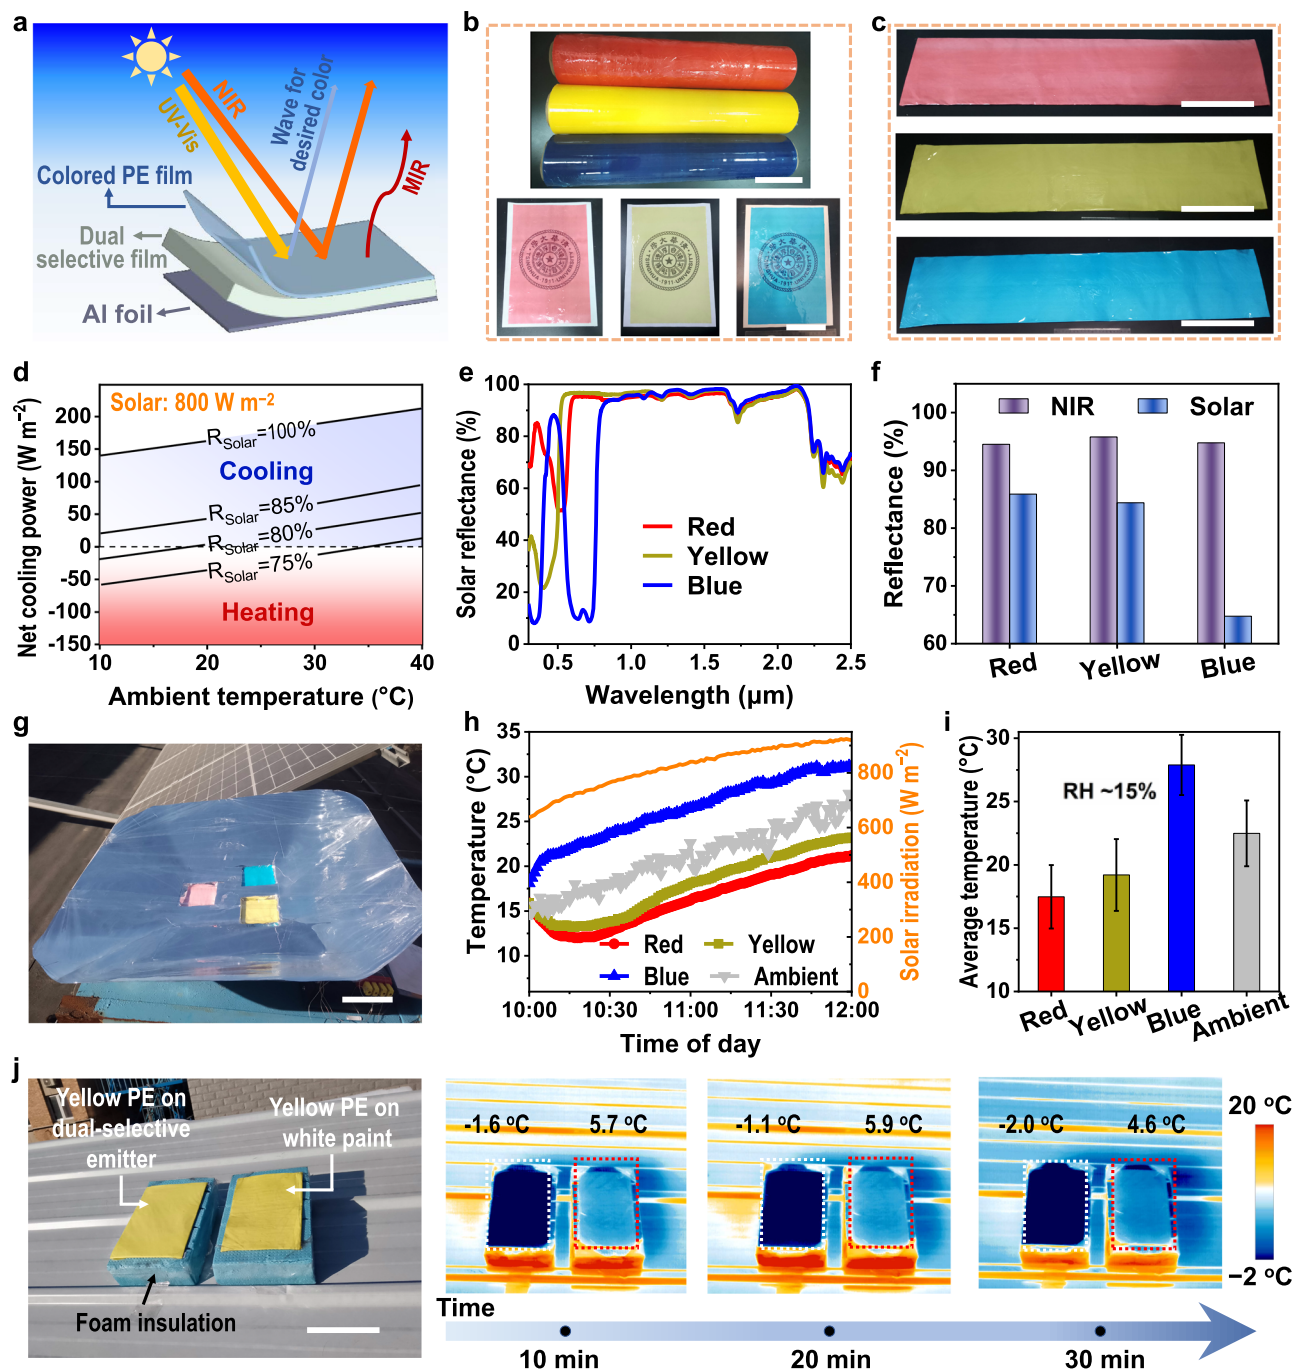 a
NIR
UV-Vis
Wave for
desired color
MIR
Colored PE film
Dual
selective film
Al foil
b
c
d
Solar: 800 W m⁻²
R_Solar=100%
Cooling
R_Solar=85%
R_Solar=80%
R_Solar=75%
Heating
200
150
100
50
0
-50
-100
-150
10
20
30
40
Net cooling power (W m⁻²)
Ambient temperature (°C)
e
100
80
60
40
20
0
0.5
1.0
1.5
2.0
2.5
Solar reflectance (%)
Wavelength (μm)
Red
Yellow
Blue
f
100
90
80
70
60
Reflectance (%)
NIR
Solar
Red
Yellow
Blue
g
h
35
30
25
20
15
10
Temperature (°C)
800
600
400
200
0
Solar irradiation (W m⁻²)
Red
Yellow
Blue
Ambient
10:00
10:30
11:00
11:30
12:00
Time of day
i
30
25
20
15
10
Average temperature (°C)
RH ~15%
Red
Yellow
Blue
Ambient
j
Yellow PE on
dual-selective
emitter
Yellow PE on
white paint
Foam insulation
-1.6 °C
5.7 °C
-1.1 °C
5.9 °C
-2.0 °C
4.6 °C
20 °C
−2 °C
Time
10 min
20 min
30 min